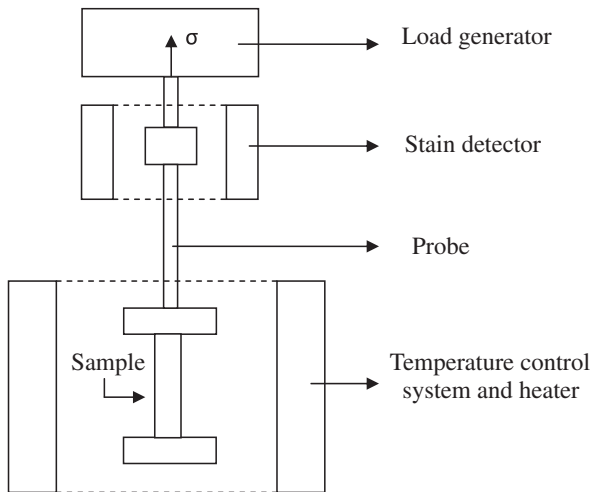 σ
Load generator
Stain detector
Probe
Sample
Temperature control
system and heater